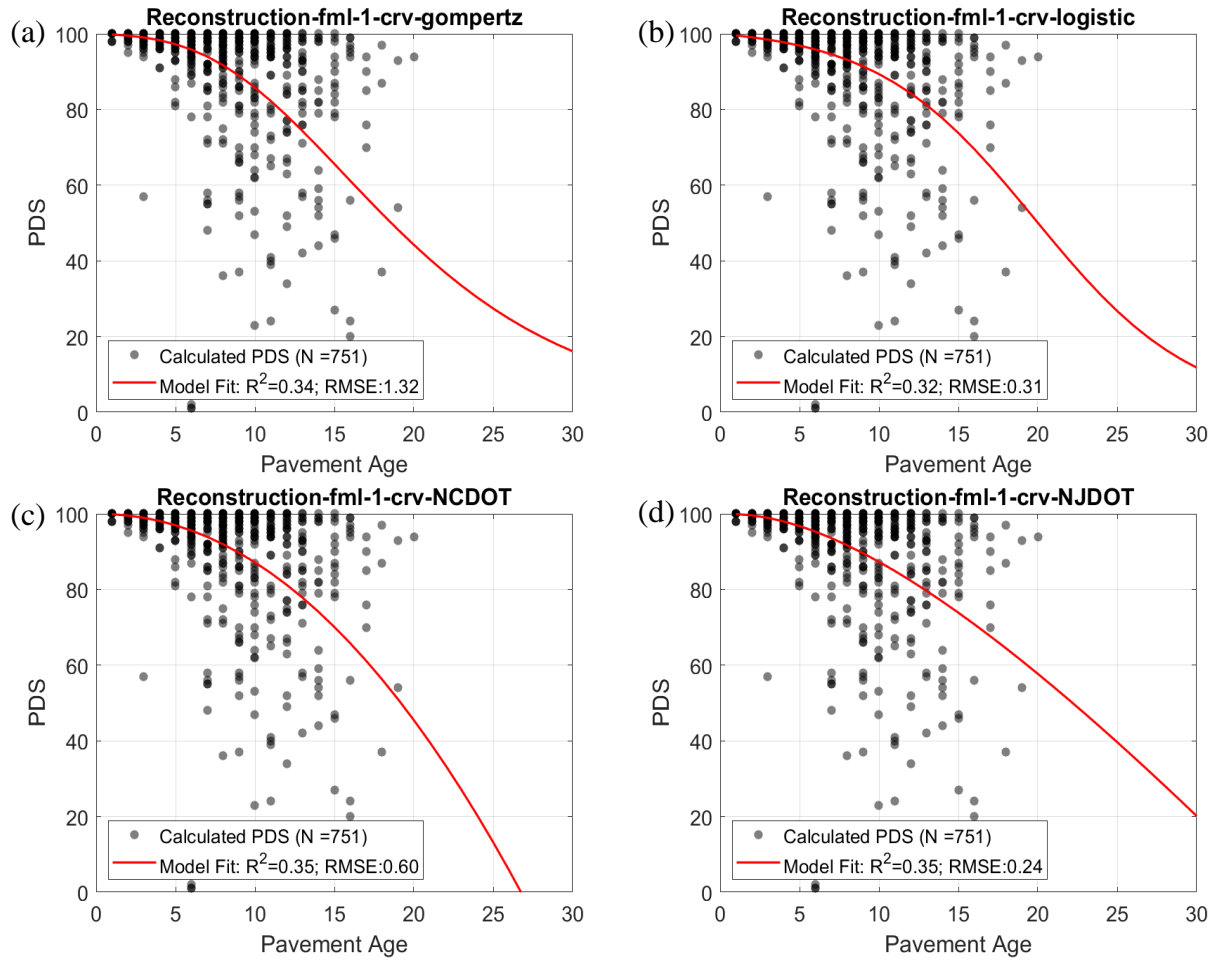 (a) Reconstruction-fml-1-crv-gompertz
100
80
60
40
20
0
PDS
Calculated PDS (N =751)
Model Fit: R²=0.34; RMSE:1.32
0 5 10 15 20 25 30
Pavement Age
(b) Reconstruction-fml-1-crv-logistic
100
80
60
40
20
0
PDS
Calculated PDS (N =751)
Model Fit: R²=0.32; RMSE:0.31
0 5 10 15 20 25 30
Pavement Age
(c) Reconstruction-fml-1-crv-NCDOT
100
80
60
40
20
0
PDS
Calculated PDS (N =751)
Model Fit: R²=0.35; RMSE:0.60
0 5 10 15 20 25 30
Pavement Age
(d) Reconstruction-fml-1-crv-NJDOT
100
80
60
40
20
0
PDS
Calculated PDS (N =751)
Model Fit: R²=0.35; RMSE:0.24
0 5 10 15 20 25 30
Pavement Age